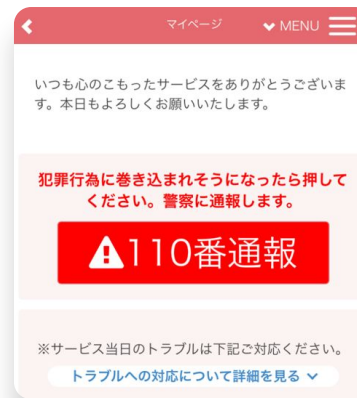 マイページ
MENU
いつも心のこもったサービスをありがとうございま
す。本日もよろしくお願いいたします。
犯罪行為に巻き込まれそうになったら押して
ください。警察に通報します。
110番通報
※サービス当日のトラブルは下記ご対応ください。
トラブルへの対応について詳細を見る